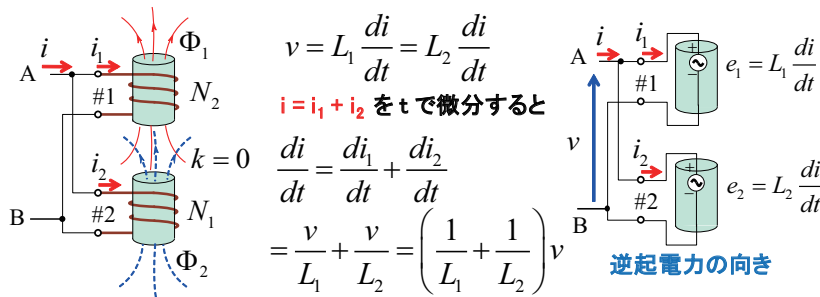 A
i
i₁
Φ₁
#1
N₂
k = 0
i₂
B
#2
N₁
Φ₂
v = L₁ di/dt = L₂ di/dt
i = i₁ + i₂ を t で微分すると
di/dt = di₁/dt + di₂/dt
= v/L₁ + v/L₂ = (1/L₁ + 1/L₂) v
A
i
i₁
+
−
#1
e₁ = L₁ di/dt
v
i₂
+
−
#2
e₂ = L₂ di/dt
B
逆起電力の向き